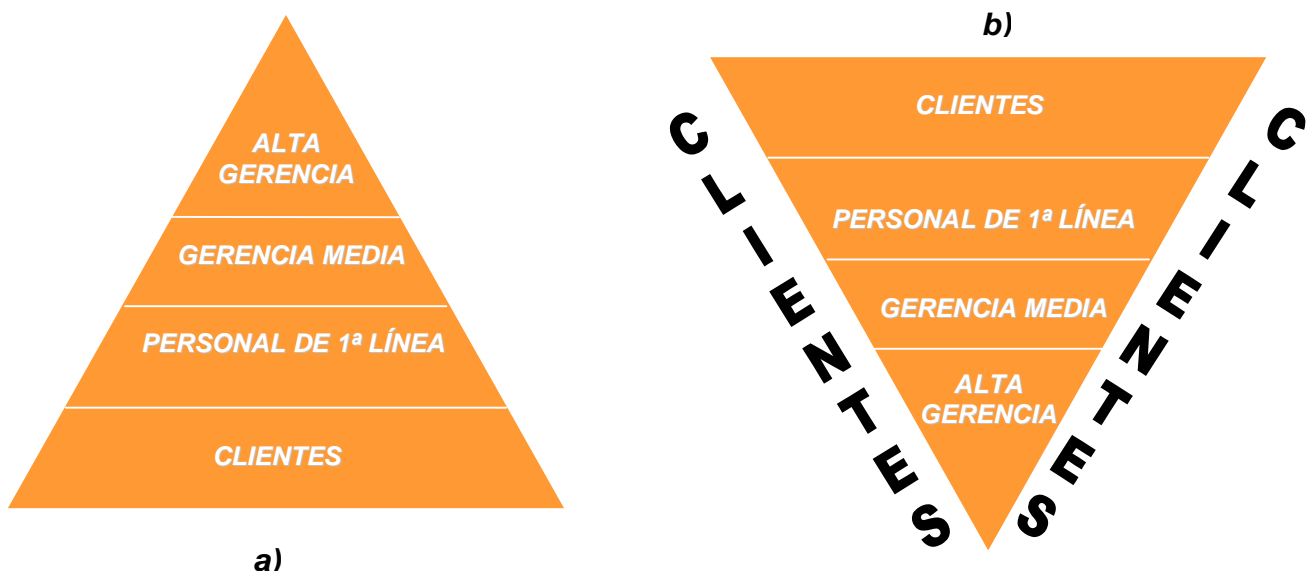 ALTA
GERENCIA
GERENCIA MEDIA
PERSONAL DE 1ª LÍNEA
CLIENTES
a)
b)
CLIENTES
PERSONAL DE 1ª LÍNEA
GERENCIA MEDIA
ALTA
GERENCIA
CLIENTES
CLIENTES